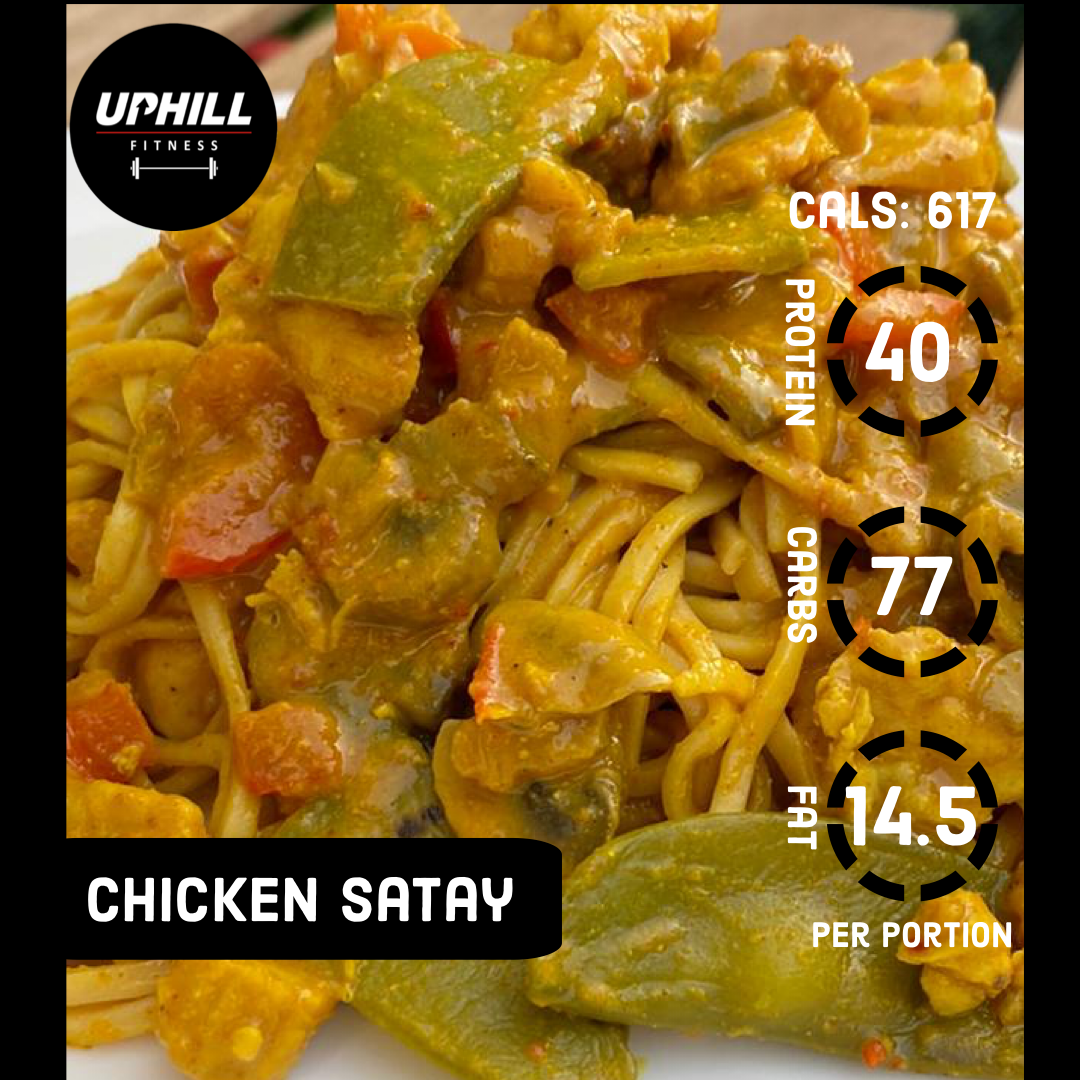 UPHILL
FITNESS
CALS: 617
PROTEIN
40
CARBS
77
FAT
14.5
PER PORTION
CHICKEN SATAY